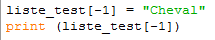 liste_test[-1] = "Cheval"
print (liste_test[-1])